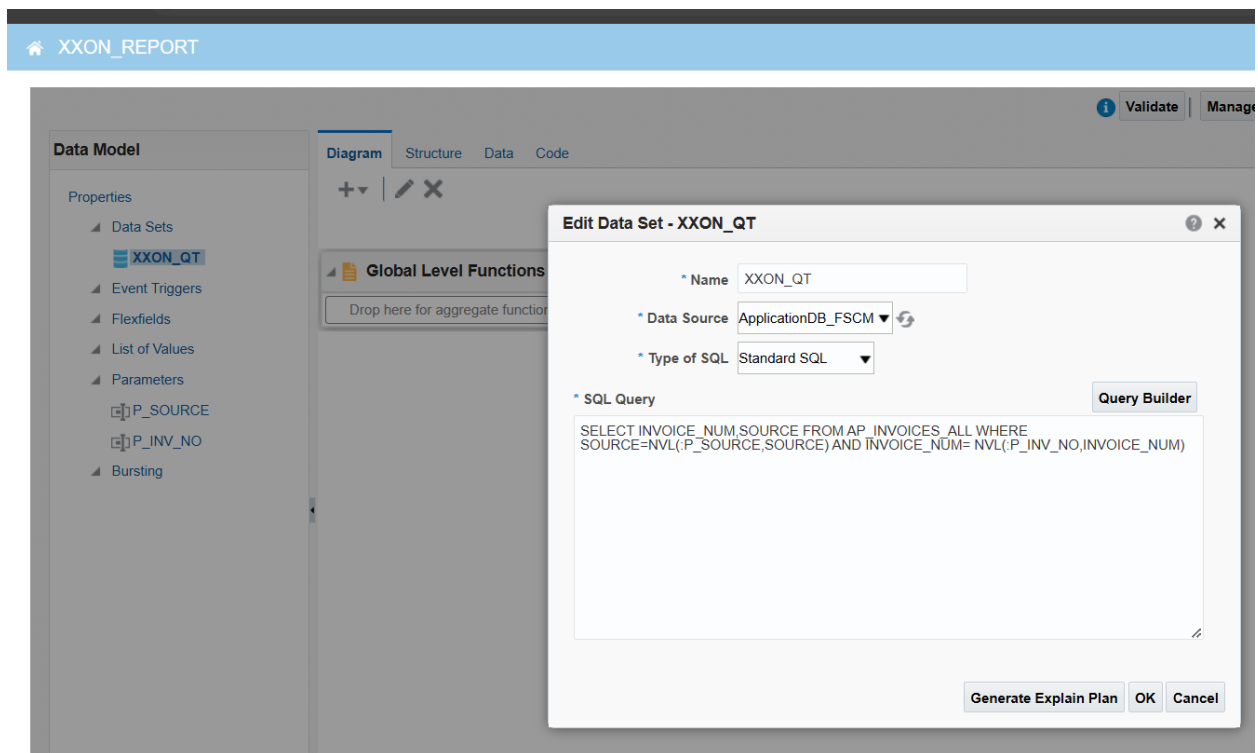 XXON_REPORT
Validate
Manage
Data Model
Diagram
Structure
Data
Code
Properties
Data Sets
XXON_QT
Event Triggers
Flexfields
List of Values
Parameters
P_SOURCE
P_INV_NO
Bursting
Global Level Functions
Drop here for aggregate function
Edit Data Set - XXON_QT
* Name XXON_QT
* Data Source ApplicationDB_FSCM
* Type of SQL Standard SQL
* SQL Query
Query Builder
SELECT INVOICE_NUM,SOURCE FROM AP_INVOICES_ALL WHERE
SOURCE=NVL(:P_SOURCE,SOURCE) AND INVOICE_NUM= NVL(:P_INV_NO,INVOICE_NUM)
Generate Explain Plan
OK
Cancel